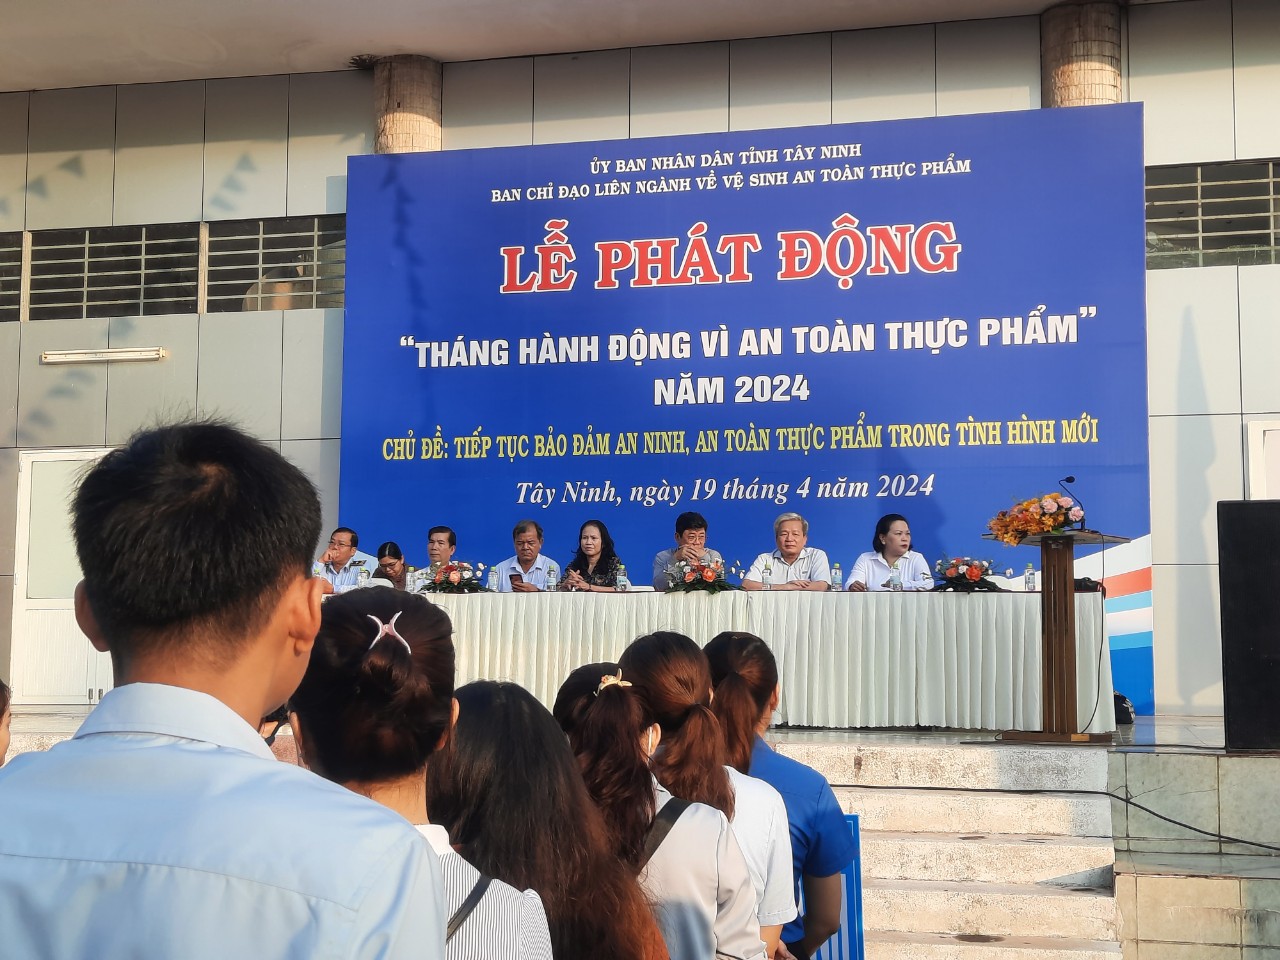 ỦY BAN NHÂN DÂN TỈNH TÂY NINH
BAN CHỈ ĐẠO LIÊN NGÀNH VỀ VỆ SINH AN TOÀN THỰC PHẨM
LỄ PHÁT ĐỘNG
“THÁNG HÀNH ĐỘNG VÌ AN TOÀN THỰC PHẨM”
NĂM 2024
CHỦ ĐỀ: TIẾP TỤC BẢO ĐẢM AN NINH, AN TOÀN THỰC PHẨM TRONG TÌNH HÌNH MỚI
Tây Ninh, ngày 19 tháng 4 năm 2024